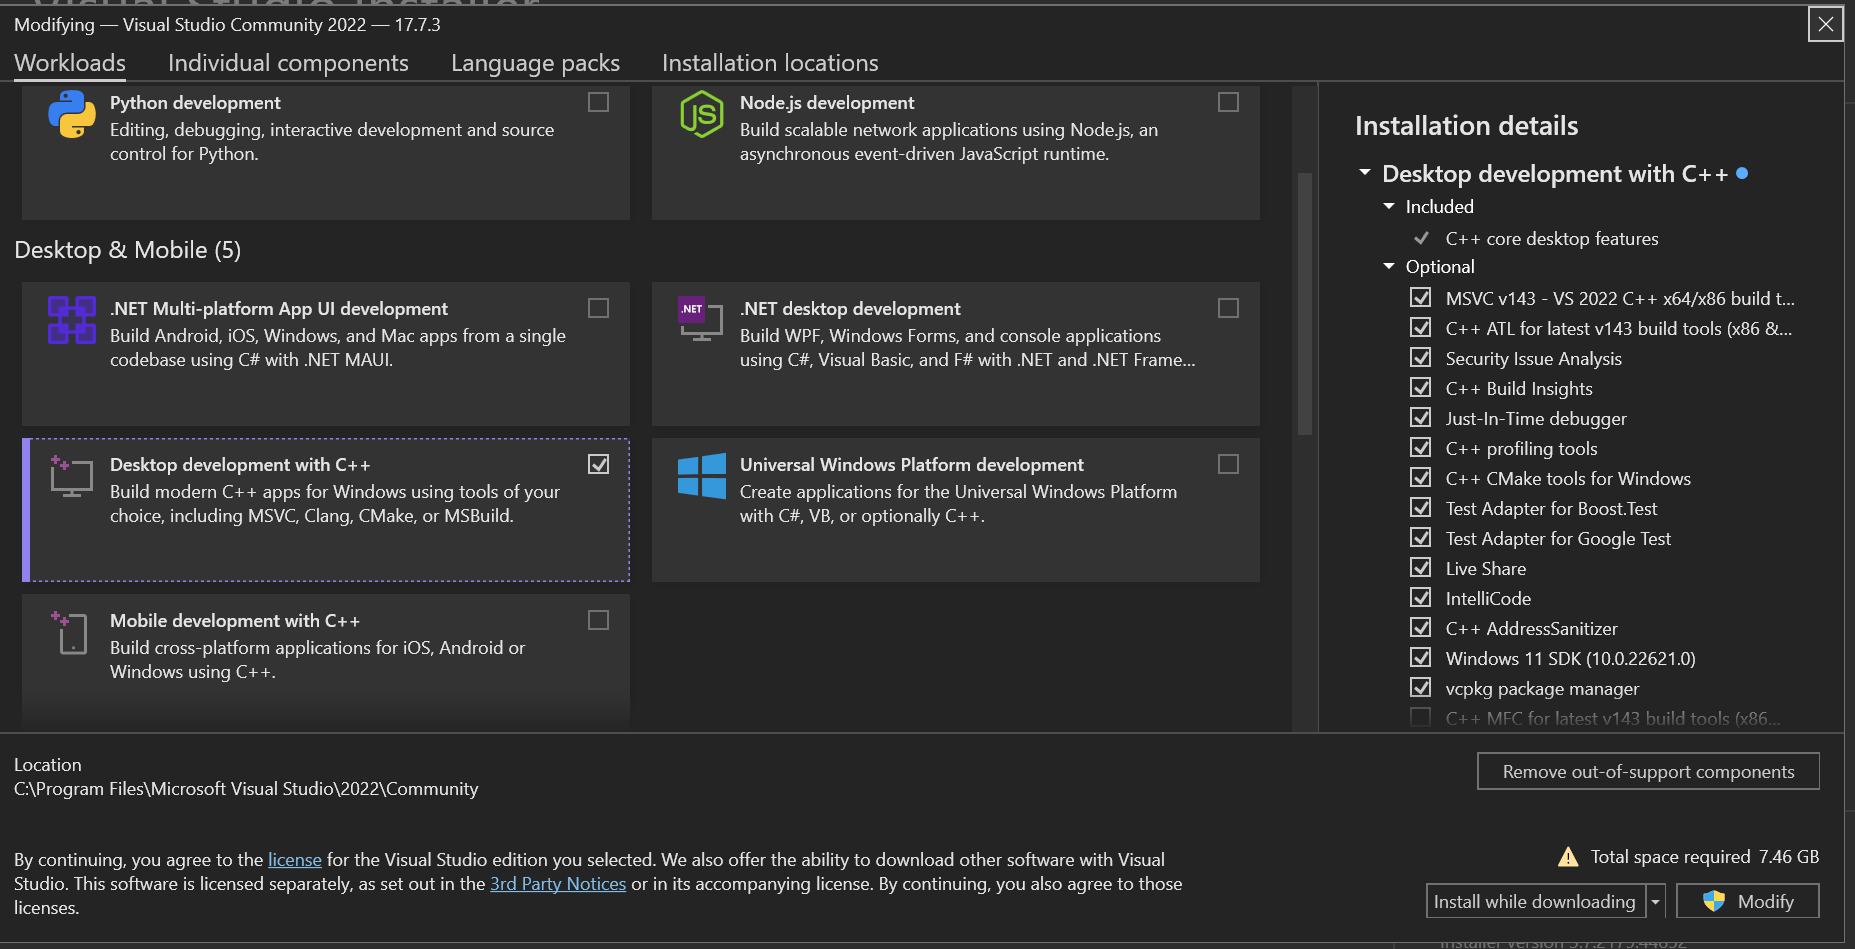 Visual Studio Installer
Modifying — Visual Studio Community 2022 — 17.7.3
Workloads
Individual components
Language packs
Installation locations
Python development
Editing, debugging, interactive development and source
control for Python.
Node.js development
Build scalable network applications using Node.js, an
asynchronous event-driven JavaScript runtime.
Desktop & Mobile (5)
.NET Multi-platform App UI development
Build Android, iOS, Windows, and Mac apps from a single
codebase using C# with .NET MAUI.
.NET
.NET desktop development
Build WPF, Windows Forms, and console applications
using C#, Visual Basic, and F# with .NET and .NET Frame...
Desktop development with C++
Build modern C++ apps for Windows using tools of your
choice, including MSVC, Clang, CMake, or MSBuild.
Universal Windows Platform development
Create applications for the Universal Windows Platform
with C#, VB, or optionally C++.
Mobile development with C++
Build cross-platform applications for iOS, Android or
Windows using C++.
Installation details
Desktop development with C++
Included
C++ core desktop features
Optional
MSVC v143 - VS 2022 C++ x64/x86 build t...
C++ ATL for latest v143 build tools (x86 &...
Security Issue Analysis
C++ Build Insights
Just-In-Time debugger
C++ profiling tools
C++ CMake tools for Windows
Test Adapter for Boost.Test
Test Adapter for Google Test
Live Share
IntelliCode
C++ AddressSanitizer
Windows 11 SDK (10.0.22621.0)
vcpkg package manager
C++ MFC for latest v143 build tools (x86...
Location
C:\Program Files\Microsoft Visual Studio\2022\Community
Remove out-of-support components
By continuing, you agree to the license for the Visual Studio edition you selected. We also offer the ability to download other software with Visual
Studio. This software is licensed separately, as set out in the 3rd Party Notices or in its accompanying license. By continuing, you also agree to those
licenses.
Total space required 7.46 GB
Install while downloading
Modify
Installer version